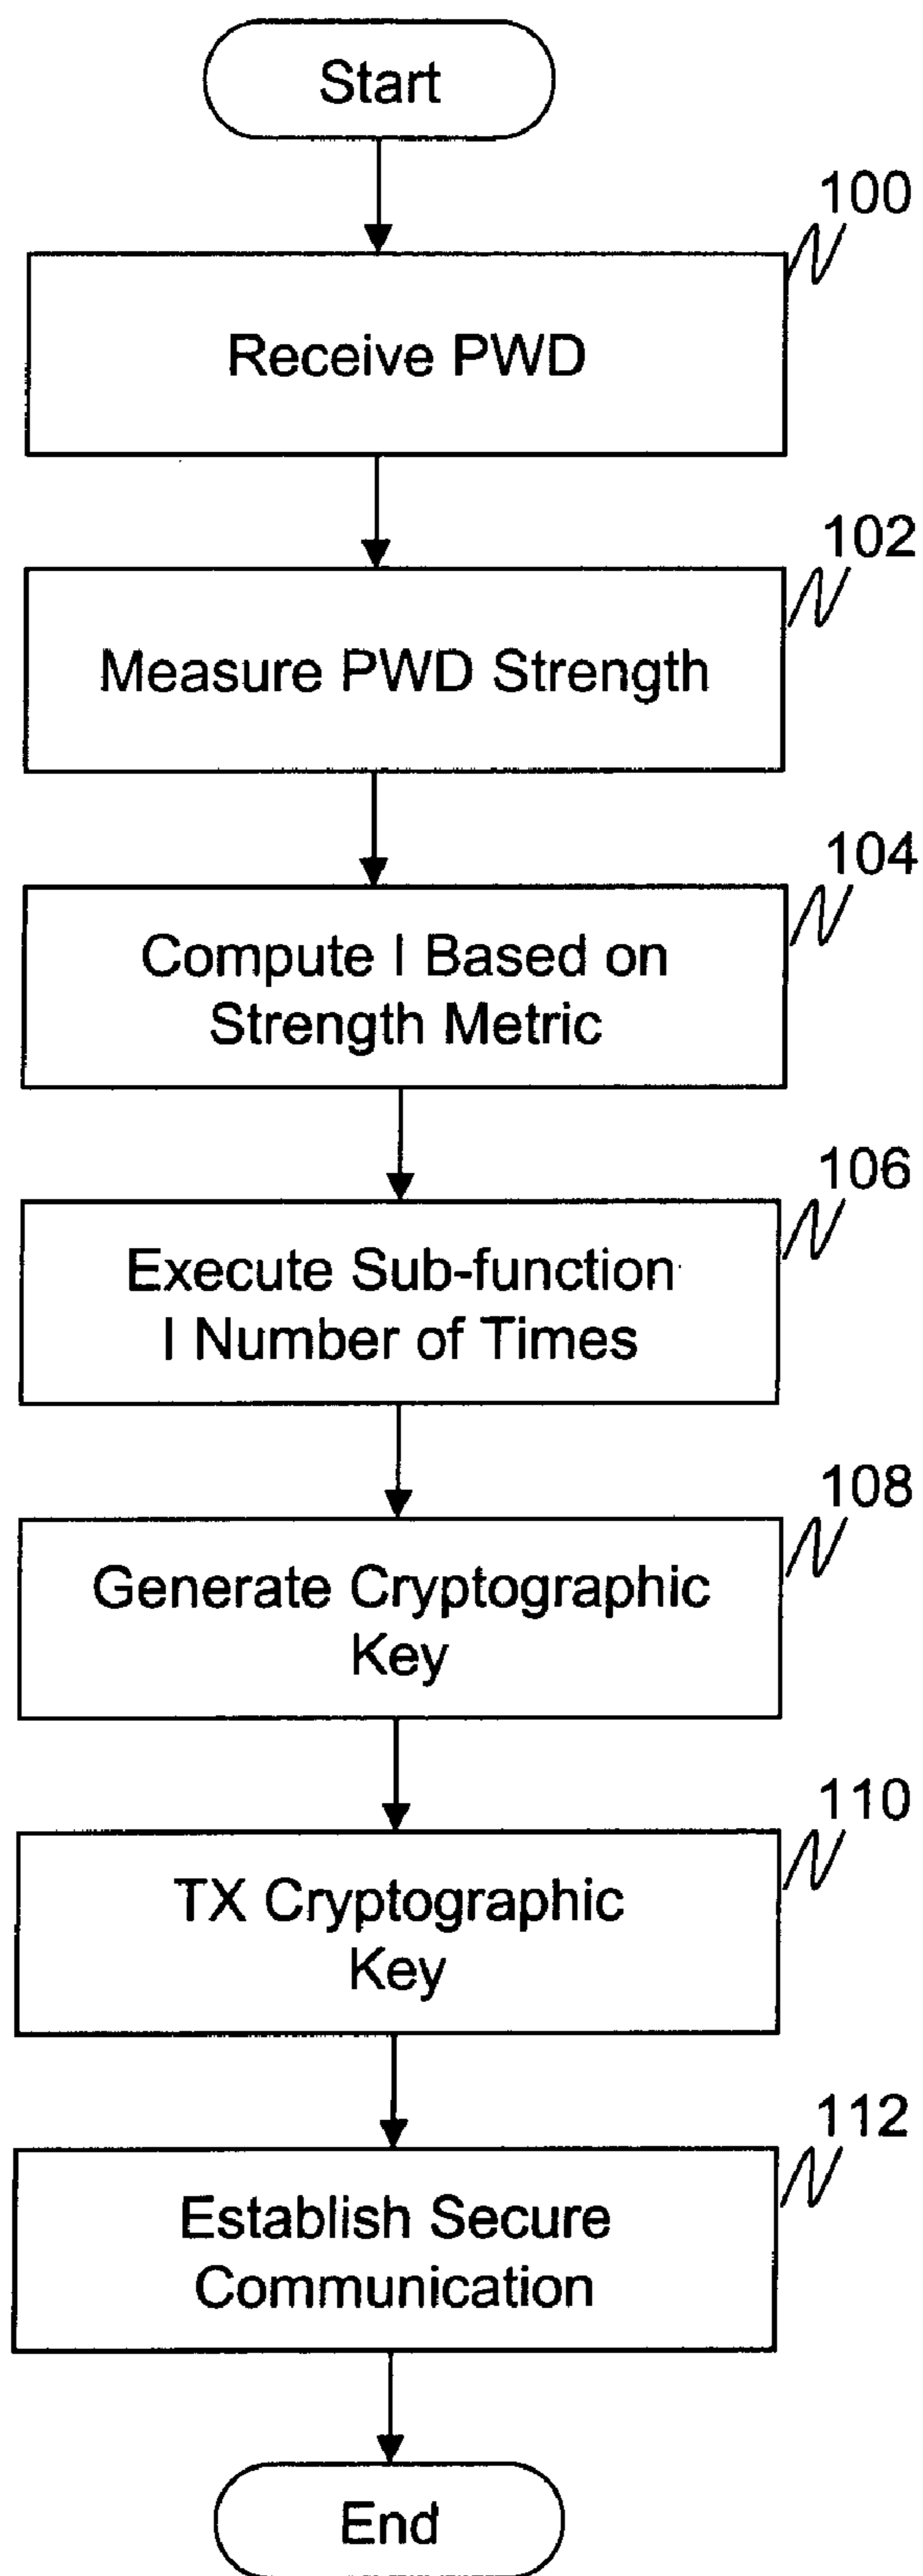 Start
100
Receive PWD
102
Measure PWD Strength
104
Compute I Based on
Strength Metric
106
Execute Sub-function
I Number of Times
108
Generate Cryptographic
Key
110
TX Cryptographic
Key
112
Establish Secure
Communication
End